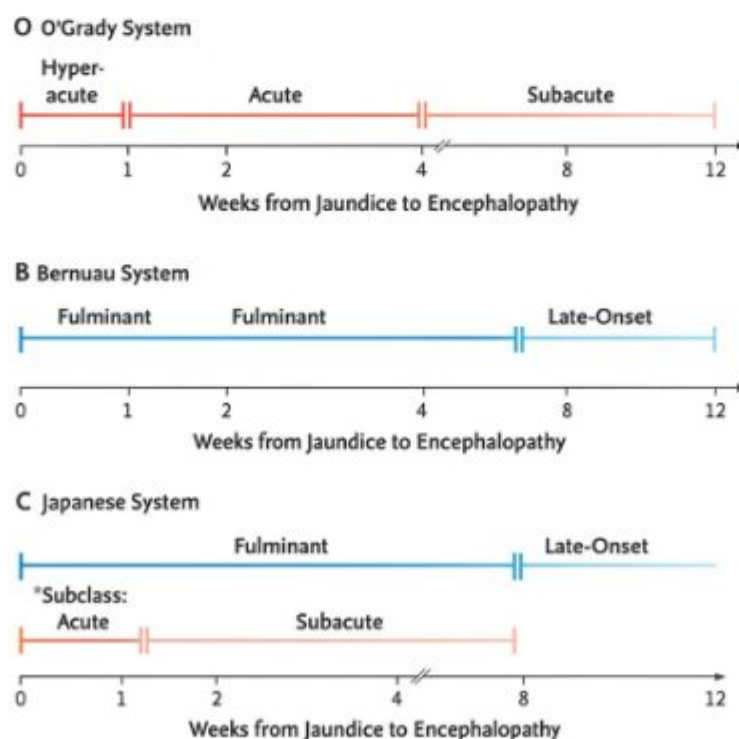 O O'Grady System
Hyper-
acute Acute Subacute
0 1 2 4 8 12
Weeks from Jaundice to Encephalopathy
B Bernuau System
Fulminant Fulminant Late-Onset
0 1 2 4 8 12
Weeks from Jaundice to Encephalopathy
C Japanese System
Fulminant Late-Onset
*Subclass:
Acute Subacute
0 1 2 4 8 12
Weeks from Jaundice to Encephalopathy